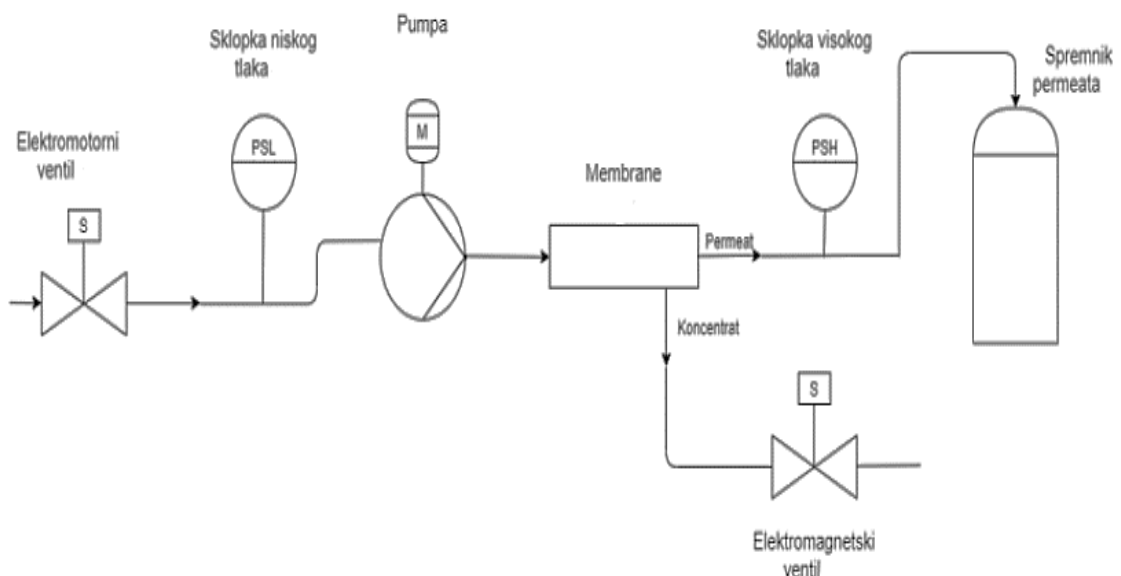 Pumpa
Sklopka niskog
tlaka
Sklopka visokog
tlaka
Spremnik
permeata
Elektromotorni
ventil
PSL
M
PSH
Membrane
S
Permeat
Koncentrat
S
Elektromagnetski
ventil